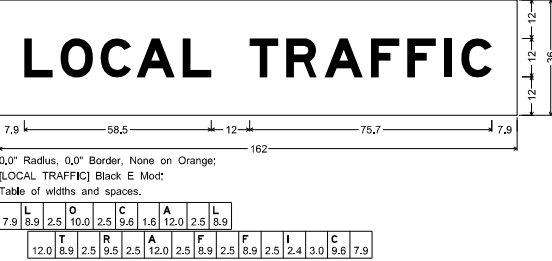 LOCAL TRAFFIC
12
12
12
36
7.9 58.5 12 75.7 7.9
162
0.0" Radius, 0.0" Border, None on Orange;
[LOCAL TRAFFIC] Black E Mod;
Table of widths and spaces.
L O C A L
7.9 8.9 2.5 10.0 2.5 9.6 1.6 12.0 2.5 8.9
T R A F F I C
12.0 8.9 2.5 9.5 2.5 12.0 2.5 8.9 2.5 8.9 2.5 2.4 3.0 9.6 7.9